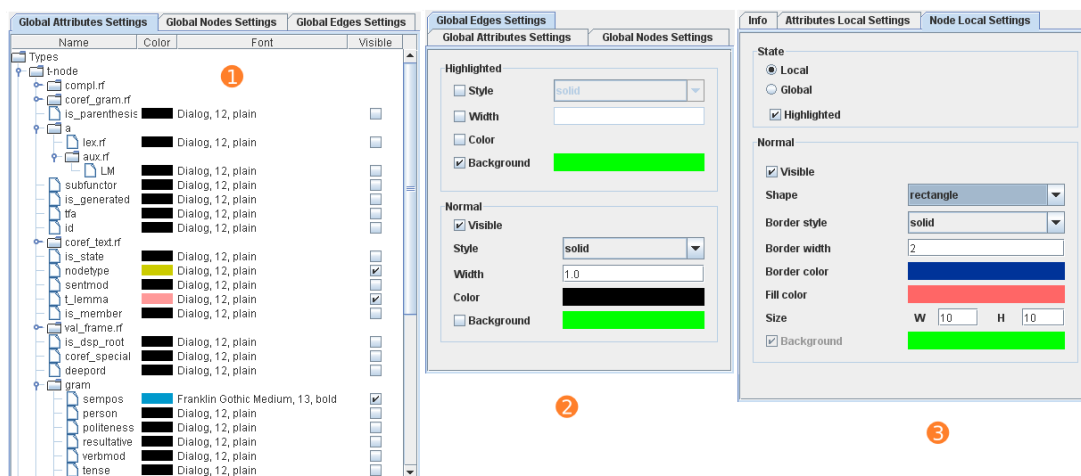 Global Attributes Settings Global Nodes Settings Global Edges Settings
Name Color Font Visible
Types
t-node
compl.rf
coref_gram.rf
is_parenthesis Dialog, 12, plain
a
lex.rf Dialog, 12, plain
aux.rf
LM Dialog, 12, plain
subfunctor Dialog, 12, plain
is_generated Dialog, 12, plain
tfa Dialog, 12, plain
id Dialog, 12, plain
coref_text.rf
is_state Dialog, 12, plain
nodetype Dialog, 12, plain
sentmod Dialog, 12, plain
t_lemma Dialog, 12, plain
is_member Dialog, 12, plain
val_frame.rf
is_dsp_root Dialog, 12, plain
coref_special Dialog, 12, plain
deepord Dialog, 12, plain
gram
sempos Franklin Gothic Medium, 13, bold
person Dialog, 12, plain
politeness Dialog, 12, plain
resultative Dialog, 12, plain
verbmod Dialog, 12, plain
tense Dialog, 12, plain
1
Global Edges Settings
Global Attributes Settings Global Nodes Settings
Highlighted
Style solid
Width
Color
Background
Normal
Visible
Style solid
Width 1.0
Color
Background
2
Info Attributes Local Settings Node Local Settings
State
Local
Global
Highlighted
Normal
Visible
Shape rectangle
Border style solid
Border width 2
Border color
Fill color
Size W 10 H 10
Background
3